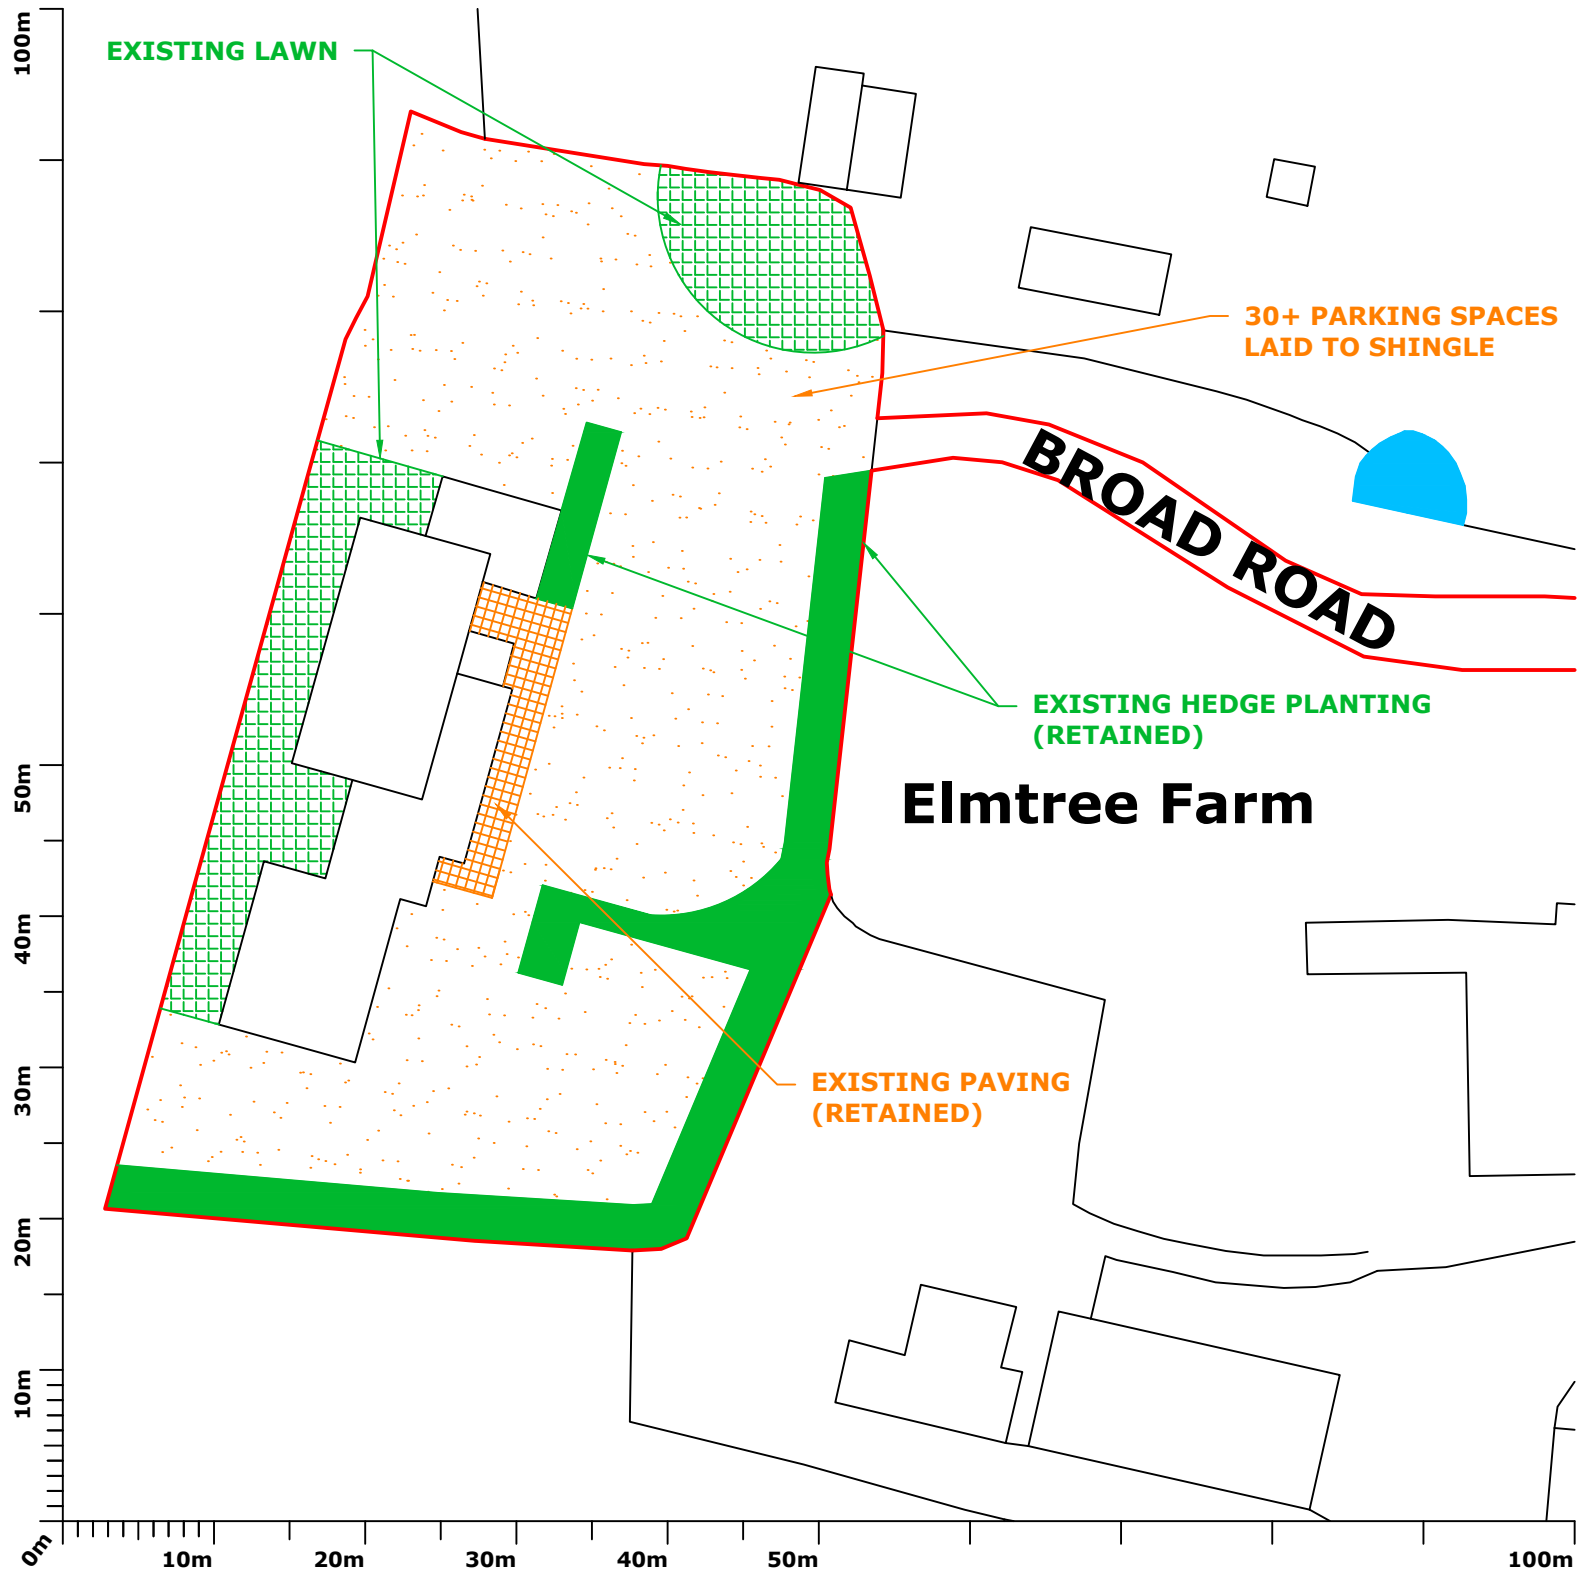 100m
EXISTING LAWN
30+ PARKING SPACES
LAID TO SHINGLE
BROAD ROAD
EXISTING HEDGE PLANTING
(RETAINED)
50m
Elmtree Farm
40m
30m
EXISTING PAVING
(RETAINED)
20m
10m
0m
10m
20m
30m
40m
50m
100m